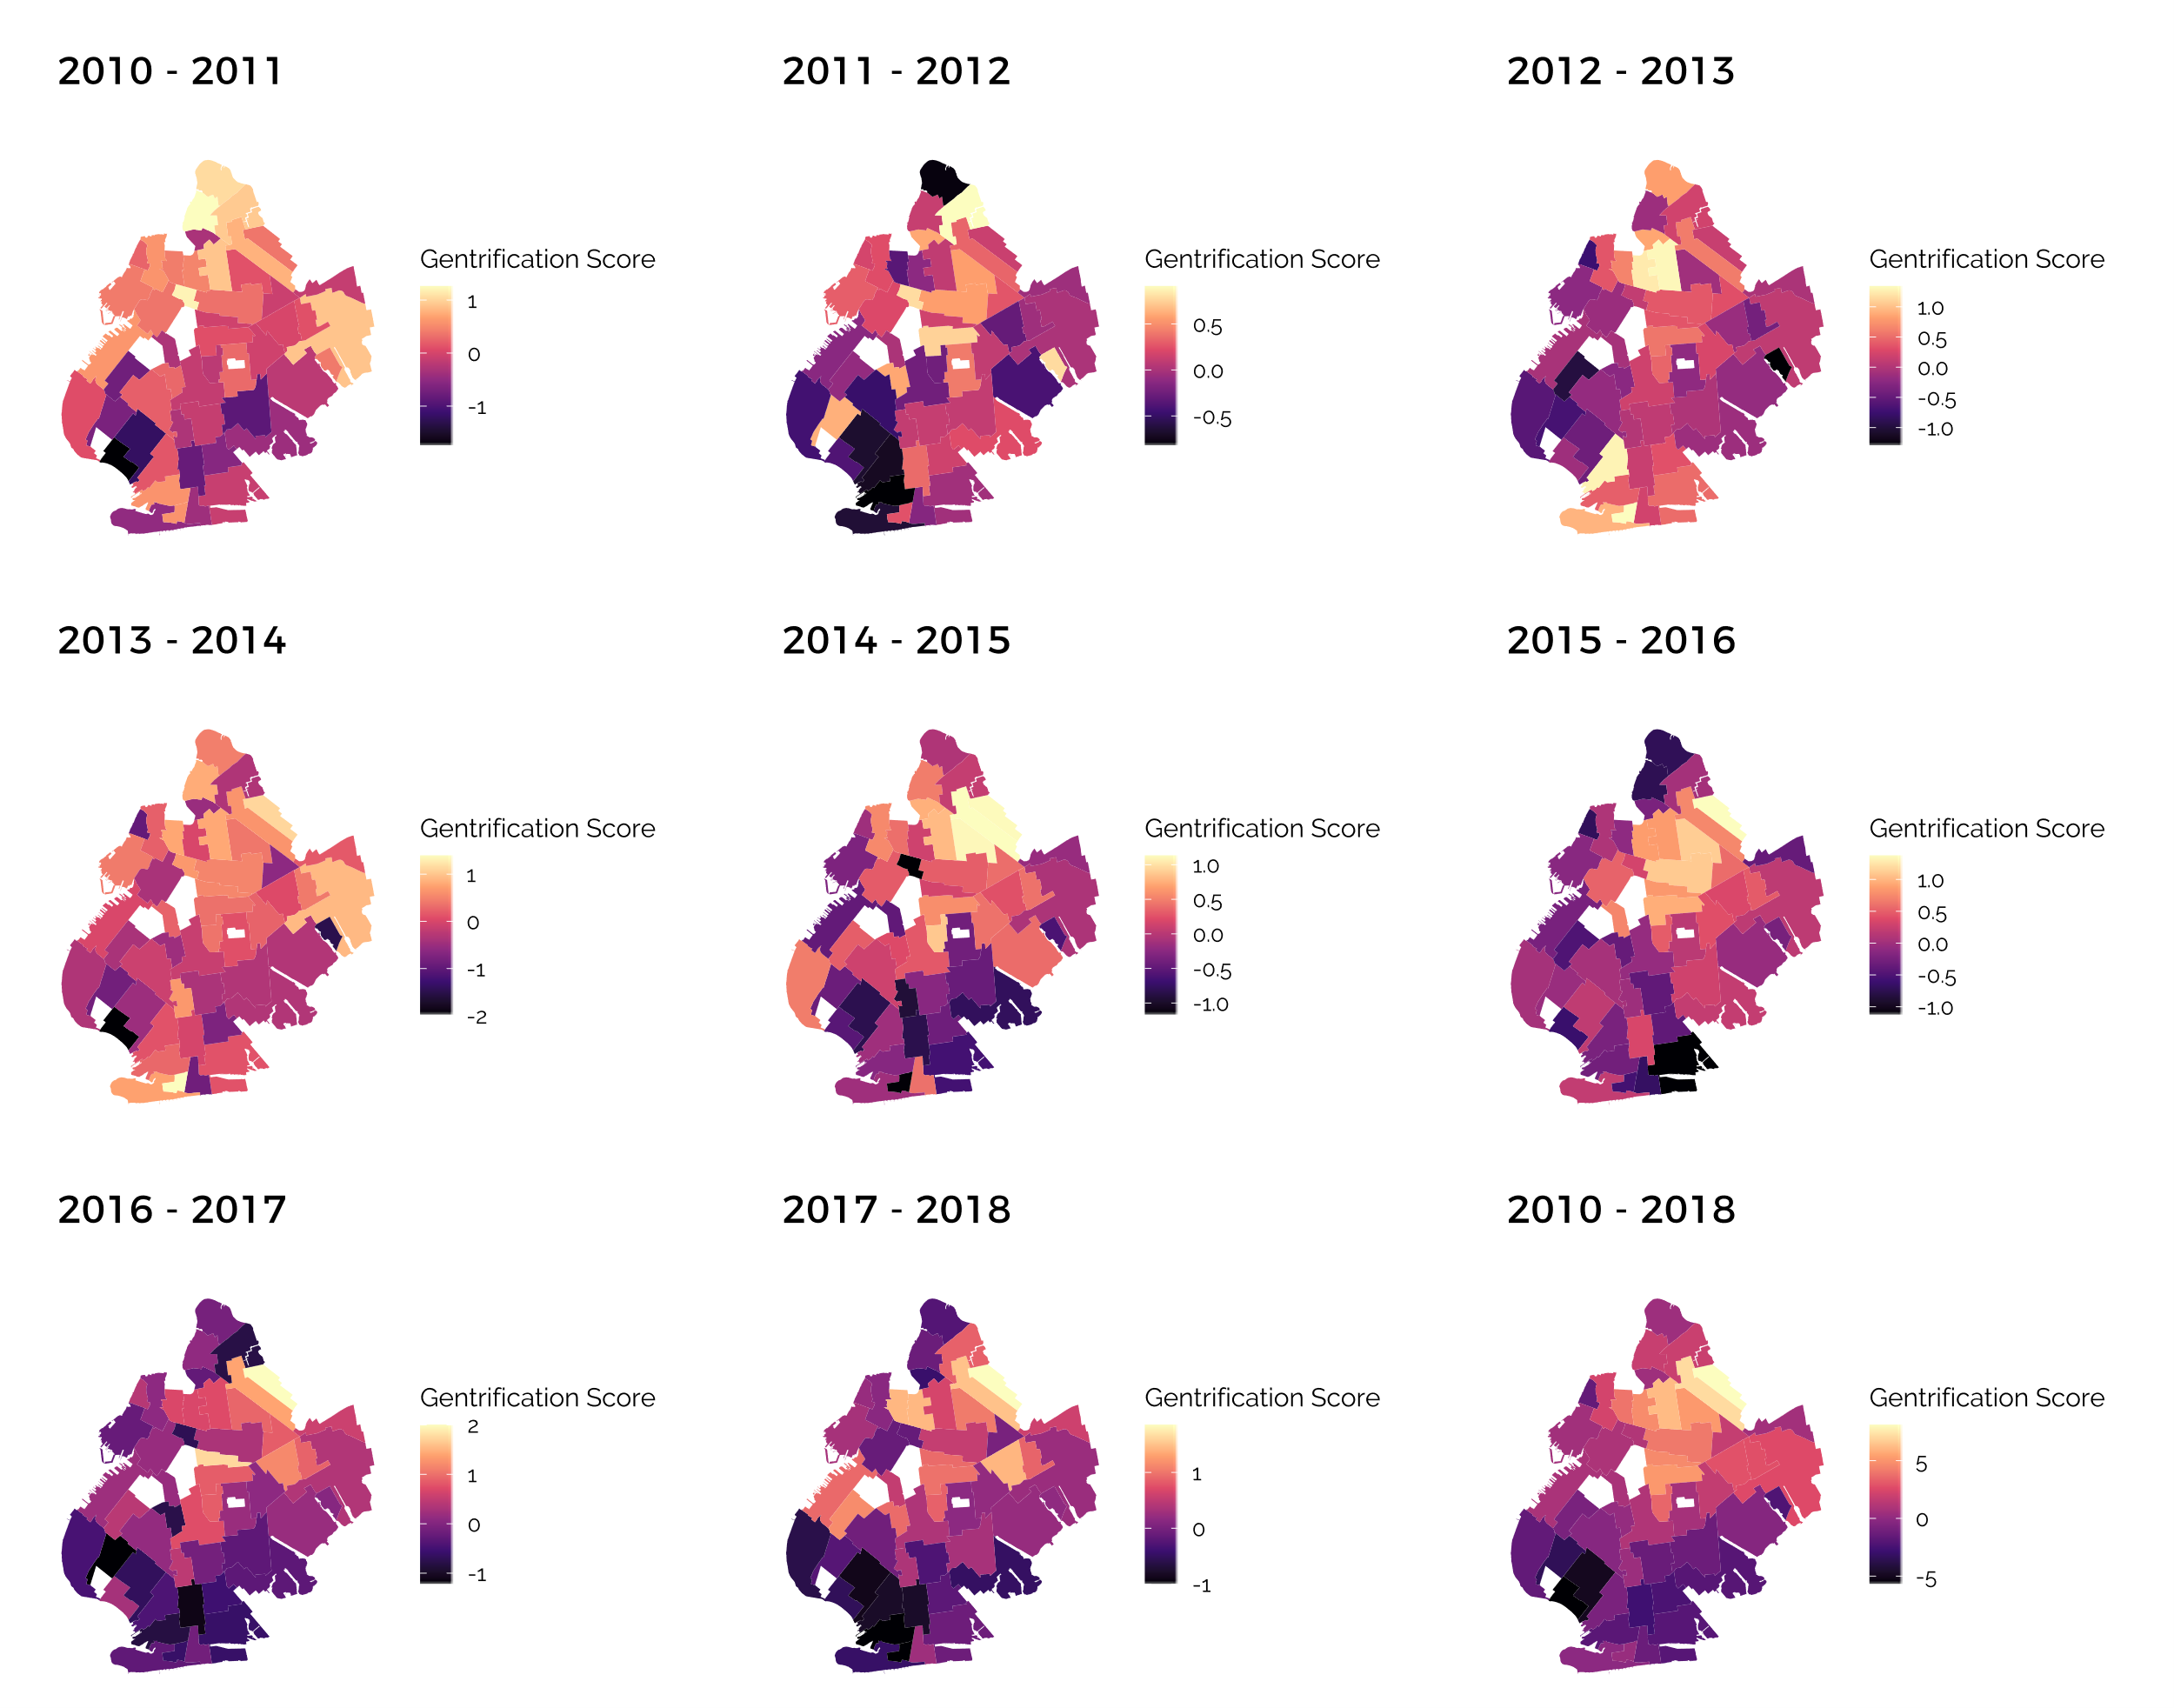 2010 - 2011
2011 - 2012
2012 - 2013
Gentrification Score
1
0
-1
Gentrification Score
0.5
0.0
-0.5
Gentrification Score
1.0
0.5
0.0
-0.5
-1.0
2013 - 2014
2014 - 2015
2015 - 2016
Gentrification Score
1
0
-1
-2
Gentrification Score
1.0
0.5
0.0
-0.5
-1.0
Gentrification Score
1.0
0.5
0.0
-0.5
-1.0
2016 - 2017
2017 - 2018
2010 - 2018
Gentrification Score
2
1
0
-1
Gentrification Score
1
0
-1
Gentrification Score
5
0
-5